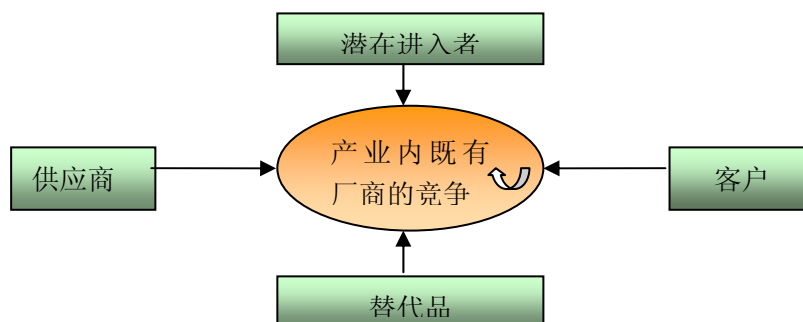 潜在进入者
产业内既有
厂商的竞争
供应商
客户
替代品